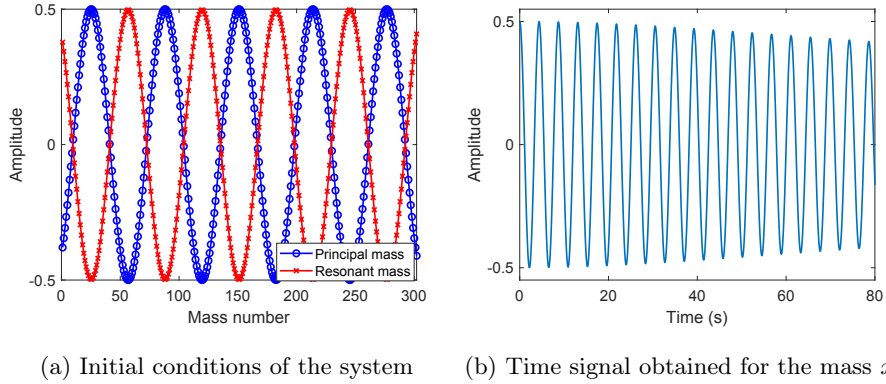 0.5
0
-0.5
Amplitude
0
50
100
150
200
250
300
Mass number
Principal mass
Resonant mass
(a) Initial conditions of the system
0.5
0
-0.5
Amplitude
0
20
40
60
80
Time (s)
(b) Time signal obtained for the mass